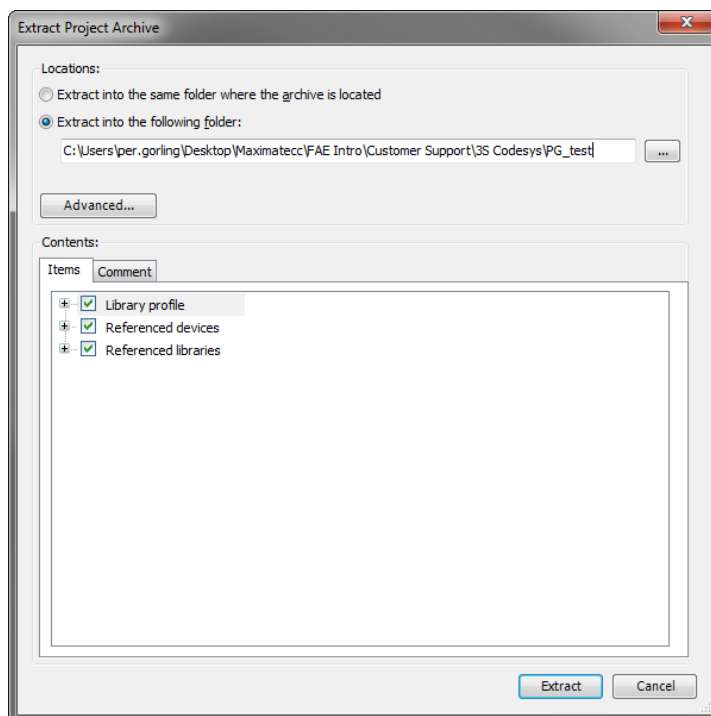 Extract Project Archive
Locations:
Extract into the same folder where the archive is located
Extract into the following folder:
C:\Users\per.gorling\Desktop\Maximatecc\FAE Intro\Customer Support\3S Codesys\PG_test
...
Advanced...
Contents:
Items Comment
Library profile
Referenced devices
Referenced libraries
Extract Cancel